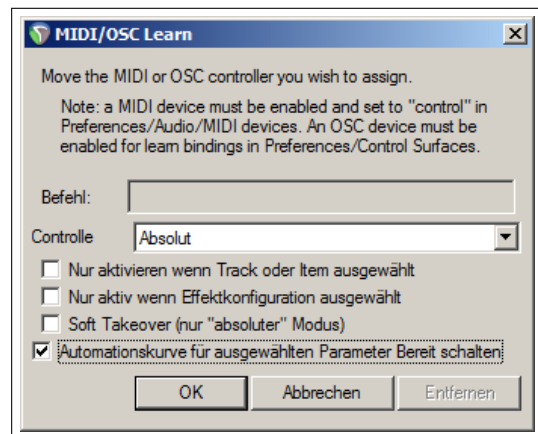 MIDI/OSC Learn
Move the MIDI or OSC controller you wish to assign.
Note: a MIDI device must be enabled and set to "control" in
Preferences/Audio/MIDI devices. An OSC device must be
enabled for learn bindings in Preferences/Control Surfaces.
Befehl:
Controlle Absolut
Nur aktivieren wenn Track oder Item ausgewählt
Nur aktiv wenn Effektkonfiguration ausgewählt
Soft Takeover (nur "absoluter" Modus)
Automationskurve für ausgewählten Parameter Bereit schalten
OK Abbrechen Entfernen